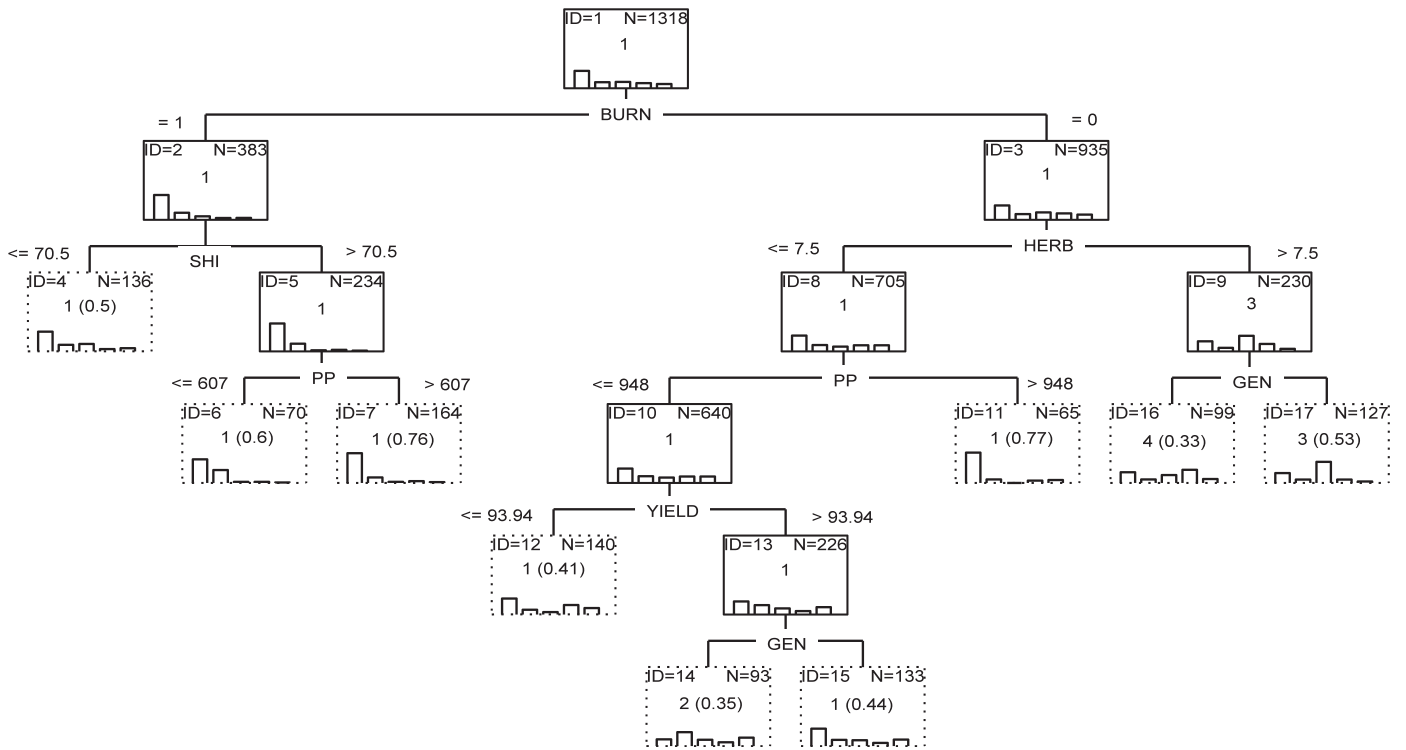 ID=1 N=1318
1
BURN
= 1
= 0
ID=2 N=383
1
ID=3 N=935
1
SHI
HERB
<= 70.5
> 70.5
<= 7.5
> 7.5
ID=4 N=136
1 (0.5)
ID=5 N=234
1
ID=8 N=705
1
ID=9 N=230
3
PP
PP
GEN
<= 607
> 607
<= 948
> 948
ID=6 N=70
1 (0.6)
ID=7 N=164
1 (0.76)
ID=10 N=640
1
ID=11 N=65
1 (0.77)
ID=16 N=99
4 (0.33)
ID=17 N=127
3 (0.53)
YIELD
<= 93.94
> 93.94
ID=12 N=140
1 (0.41)
ID=13 N=226
1
GEN
ID=14 N=93
2 (0.35)
ID=15 N=133
1 (0.44)